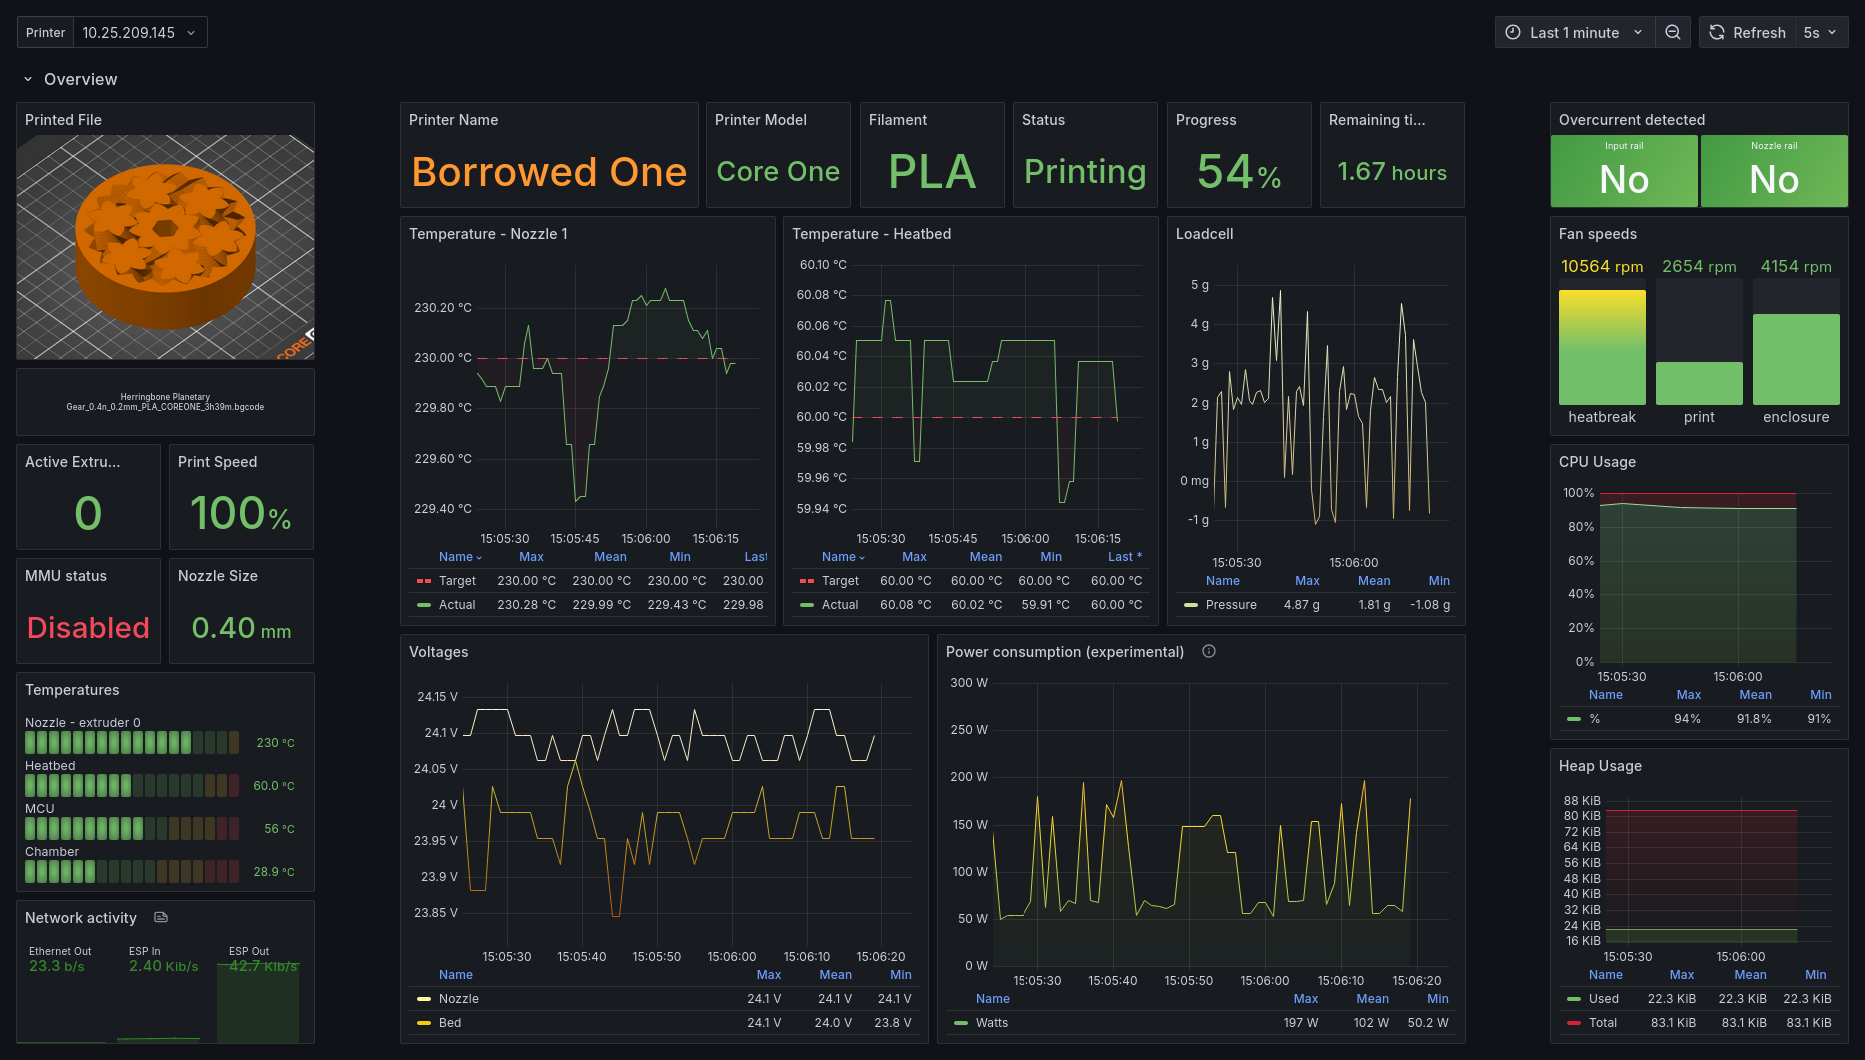 Printer 10.25.209.145
Last 1 minute Refresh 5s
Overview
Printed File
CORE
Herringbone Planetary
Gear_0.4n_0.2mm_PLA_COREONE_3h39m.bgcode
Active Extru...
0
Print Speed
100%
MMU status
Disabled
Nozzle Size
0.40 mm
Temperatures
Nozzle - extruder 0
230 °C
Heatbed
60.0 °C
MCU
56 °C
Chamber
28.9 °C
Network activity
Ethernet Out
23.3 b/s
ESP In
2.40 Kib/s
ESP Out
42.7 Kib/s
Printer Name
Borrowed One
Printer Model
Core One
Filament
PLA
Status
Printing
Progress
54%
Remaining ti...
1.67 hours
Temperature - Nozzle 1
230.20 °C
230.00 °C
229.80 °C
229.60 °C
229.40 °C
15:05:30 15:05:45 15:06:00 15:06:15
Name Max Mean Min Last
Target 230.00 °C 230.00 °C 230.00 °C 230.00
Actual 230.28 °C 229.99 °C 229.43 °C 229.98
Temperature - Heatbed
60.10 °C
60.08 °C
60.06 °C
60.04 °C
60.02 °C
60.00 °C
59.98 °C
59.96 °C
59.94 °C
15:05:30 15:05:45 15:06:00 15:06:15
Name Max Mean Min Last *
Target 60.00 °C 60.00 °C 60.00 °C 60.00 °C
Actual 60.08 °C 60.02 °C 59.91 °C 60.00 °C
Loadcell
5 g
4 g
3 g
2 g
1 g
0 mg
-1 g
15:05:30 15:06:00
Name Max Mean Min
Pressure 4.87 g 1.81 g -1.08 g
Voltages
24.15 V
24.1 V
24.05 V
24 V
23.95 V
23.9 V
23.85 V
15:05:30 15:05:40 15:05:50 15:06:00 15:06:10 15:06:20
Name Max Mean Min
Nozzle 24.1 V 24.1 V 24.1 V
Bed 24.1 V 24.0 V 23.8 V
Power consumption (experimental)
300 W
250 W
200 W
150 W
100 W
50 W
0 W
15:05:30 15:05:40 15:05:50 15:06:00 15:06:10 15:06:20
Name Max Mean Min
Watts 197 W 102 W 50.2 W
Overcurrent detected
Input rail
No
Nozzle rail
No
Fan speeds
10564 rpm 2654 rpm 4154 rpm
heatbreak print enclosure
CPU Usage
100%
80%
60%
40%
20%
0%
15:05:30 15:06:00
Name Max Mean Min
% 94% 91.8% 91%
Heap Usage
88 KiB
80 KiB
72 KiB
64 KiB
56 KiB
48 KiB
40 KiB
32 KiB
24 KiB
16 KiB
15:05:30 15:06:00
Name Max Mean Min
Used 22.3 KiB 22.3 KiB 22.3 KiB
Total 83.1 KiB 83.1 KiB 83.1 KiB